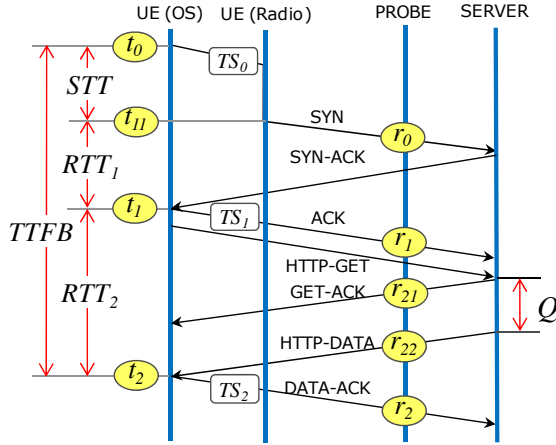 UE (OS) UE (Radio) PROBE SERVER
t0
TS0
STT
SYN
t11
r0
SYN-ACK
RTT1
t1
TS1
ACK
TTFB
r1
HTTP-GET
RTT2
GET-ACK
r21
Q
HTTP-DATA
r22
t2
TS2
DATA-ACK
r2